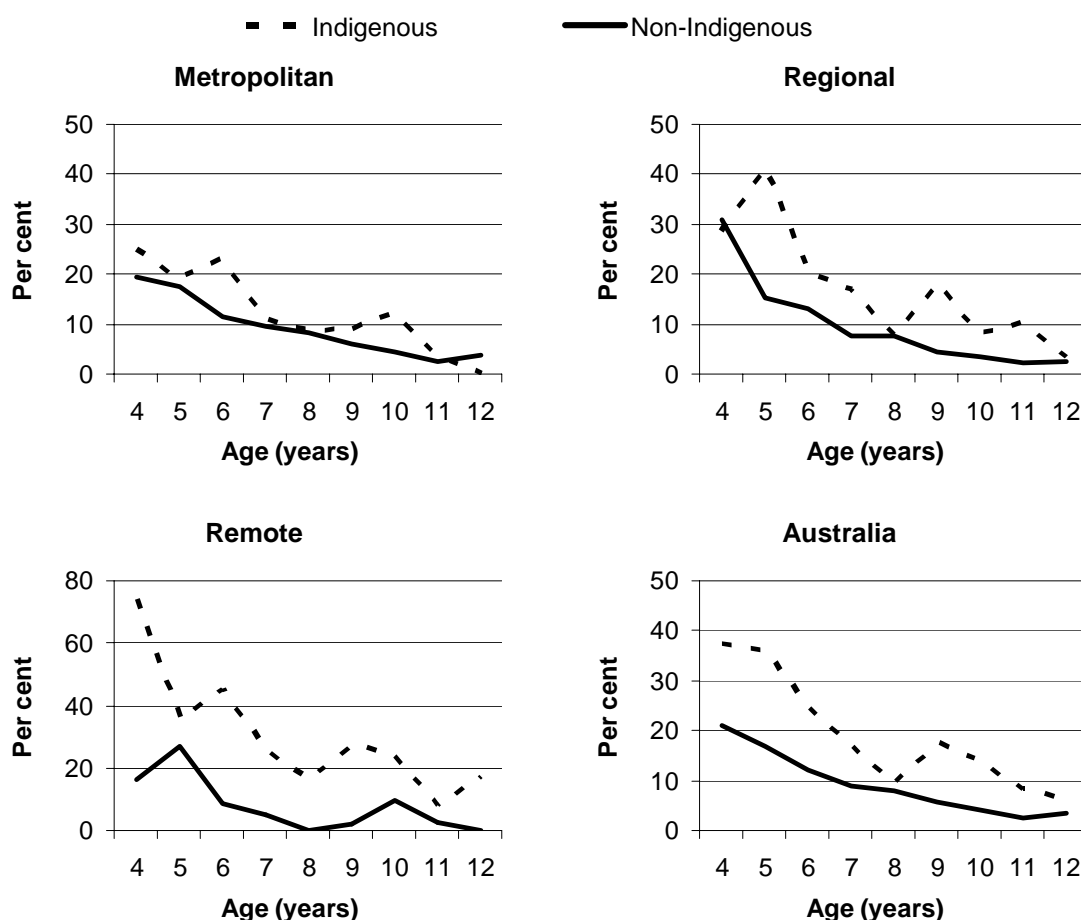 Indigenous Non-Indigenous
Metropolitan
50
40
30
20
10
0
Per cent
4 5 6 7 8 9 10 11 12
Age (years)
Regional
50
40
30
20
10
0
Per cent
4 5 6 7 8 9 10 11 12
Age (years)
Remote
80
60
40
20
0
Per cent
4 5 6 7 8 9 10 11 12
Age (years)
Australia
50
40
30
20
10
0
Per cent
4 5 6 7 8 9 10 11 12
Age (years)